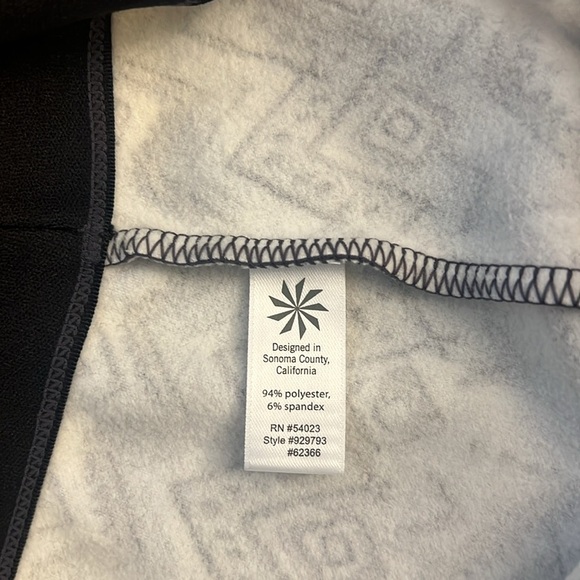 Designed in
Sonoma County,
California
94% polyester,
6% spandex
RN #54023
Style #929793
#62366